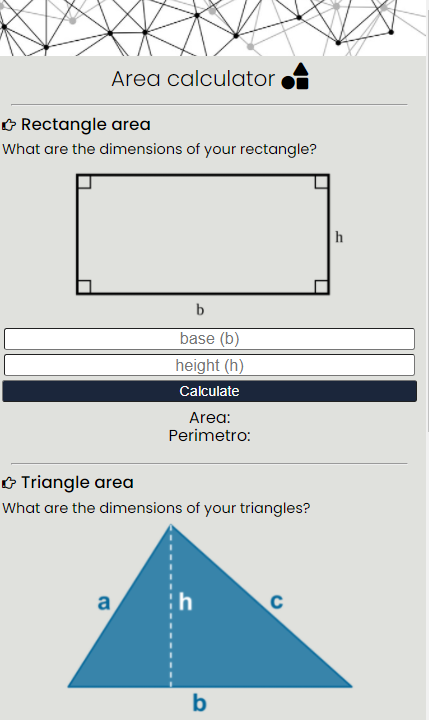 Area calculator
Rectangle area
What are the dimensions of your rectangle?
h
b
base (b)
height (h)
Calculate
Area:
Perimetro:
Triangle area
What are the dimensions of your triangles?
a h c
b